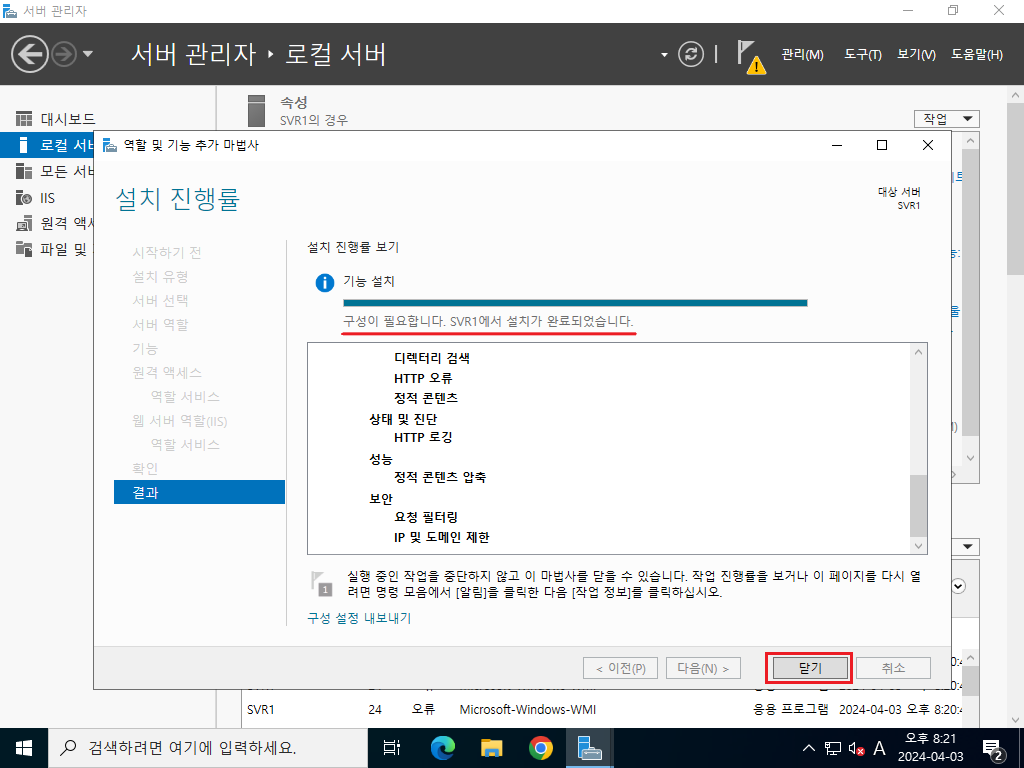 서버 관리자
서버 관리자 ‣ 로컬 서버
관리(M) 도구(T) 보기(V) 도움말(H)
대시보드
로컬 서버
모든 서버
IIS
원격 액세
파일 및
속성
SVR1의 경우
작업
역할 및 기능 추가 마법사
설치 진행률
대상 서버
SVR1
시작하기 전
설치 유형
서버 선택
서버 역할
기능
원격 액세스
역할 서비스
웹 서버 역할(IIS)
역할 서비스
확인
결과
설치 진행률 보기
기능 설치
구성이 필요합니다. SVR1에서 설치가 완료되었습니다.
디렉터리 검색
HTTP 오류
정적 콘텐츠
상태 및 진단
HTTP 로깅
성능
정적 콘텐츠 압축
보안
요청 필터링
IP 및 도메인 제한
1
실행 중인 작업을 중단하지 않고 이 마법사를 닫을 수 있습니다. 작업 진행률을 보거나 이 페이지를 다시 열
려면 명령 모음에서 [알림]을 클릭한 다음 [작업 정보]를 클릭하십시오.
구성 설정 내보내기
< 이전(P) 다음(N) > 닫기 취소
SVR1 24 오류 Microsoft-Windows-WMI 응용 프로그램 2024-04-03 오후 8:20:4
검색하려면 여기에 입력하세요.
A
오후 8:21
2024-04-03
2